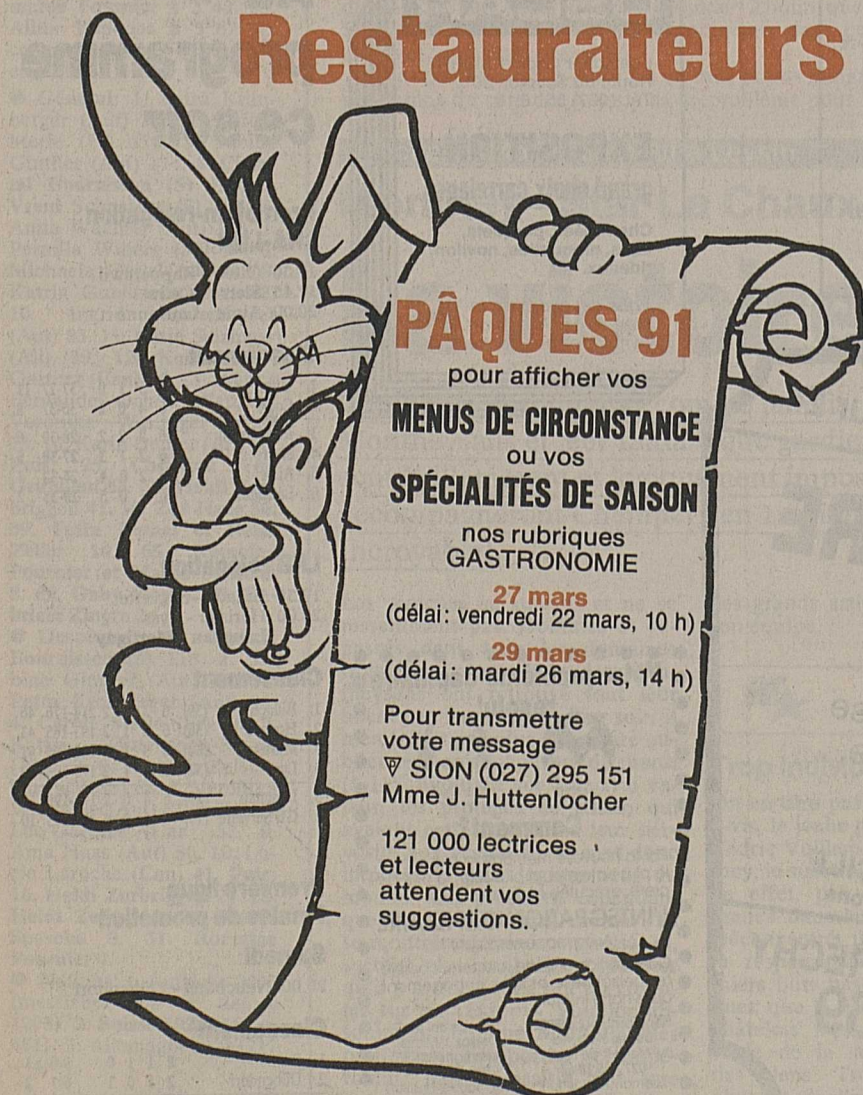 Restaurateurs
PÂQUES 91
pour afficher vos
MENUS DE CIRCONSTANCE
ou vos
SPÉCIALITÉS DE SAISON
nos rubriques
GASTRONOMIE
27 mars
(délai: vendredi 22 mars, 10 h)
29 mars
(délai: mardi 26 mars, 14 h)
Pour transmettre
votre message
SION (027) 295 151
Mme J. Huttenlocher
121 000 lectrices
et lecteurs
attendent vos
suggestions.